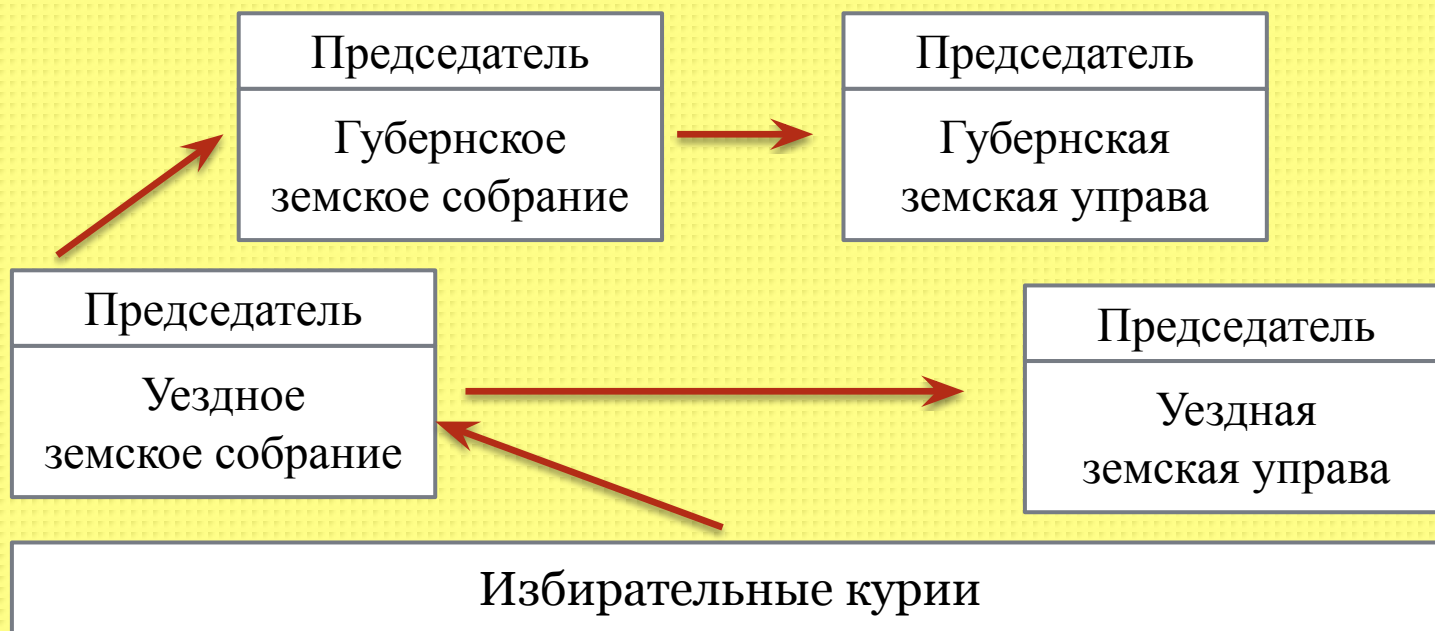 Председатель
Губернское
земское собрание
Председатель
Губернская
земская управа
Председатель
Уездное
земское собрание
Председатель
Уездная
земская управа
Избирательные курии